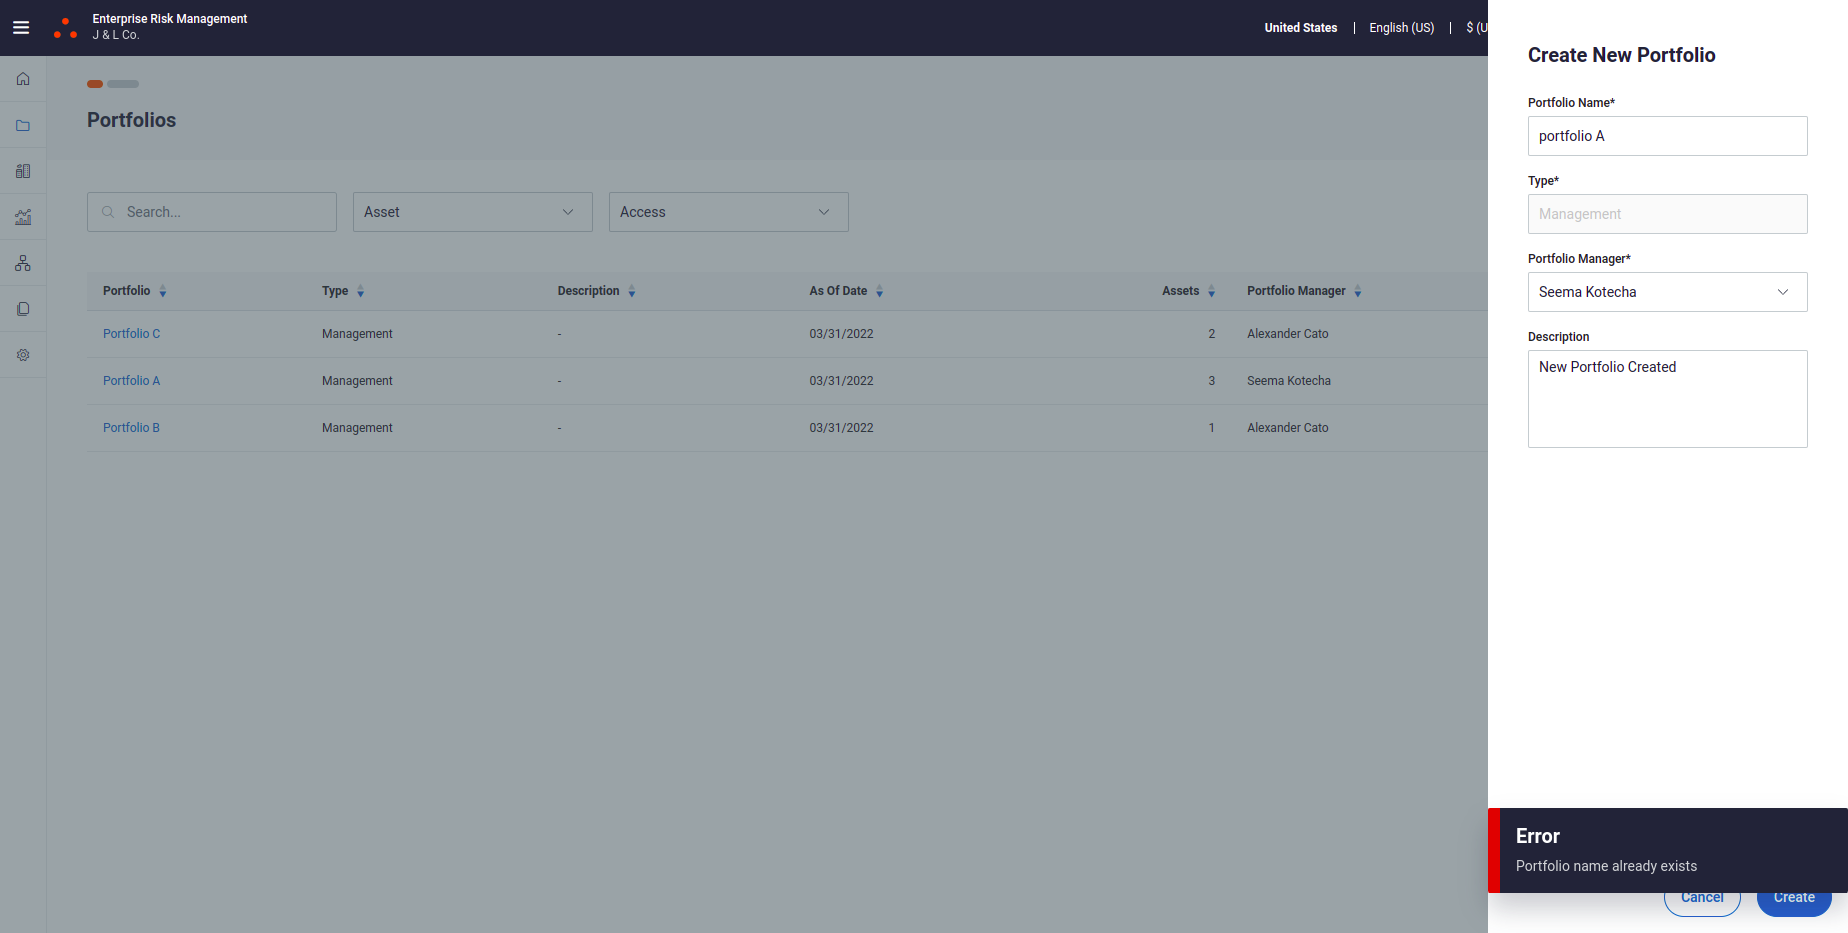 Enterprise Risk Management
J & L Co.
United States | English (US) | $ (U
Portfolios
Search...
Asset
Access
Portfolio Type Description As Of Date Assets Portfolio Manager
Portfolio C Management - 03/31/2022 2 Alexander Cato
Portfolio A Management - 03/31/2022 3 Seema Kotecha
Portfolio B Management - 03/31/2022 1 Alexander Cato
Create New Portfolio
Portfolio Name*
portfolio A
Type*
Management
Portfolio Manager*
Seema Kotecha
Description
New Portfolio Created
Error
Portfolio name already exists
Cancel Create